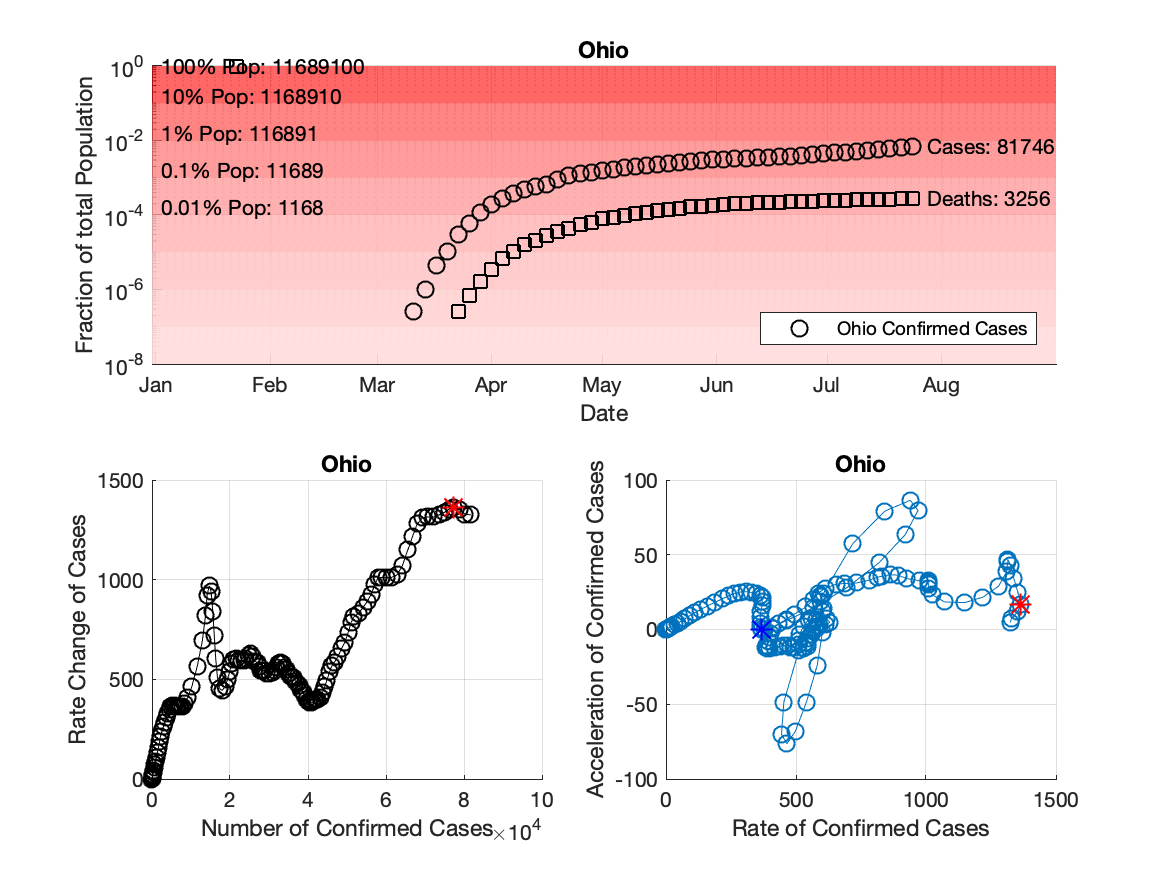 Ohio
Fraction of total Population
10^0
10^-2
10^-4
10^-6
10^-8
100% Pop: 11689100
10% Pop: 1168910
1% Pop: 116891
0.1% Pop: 11689
0.01% Pop: 1168
Cases: 81746
Deaths: 3256
Ohio Confirmed Cases
Jan Feb Mar Apr May Jun Jul Aug
Date
Ohio
Rate Change of Cases
1500
1000
500
0
0 2 4 6 8 10
Number of Confirmed Cases ×10^4
Ohio
Acceleration of Confirmed Cases
100
50
0
-50
-100
0 500 1000 1500
Rate of Confirmed Cases